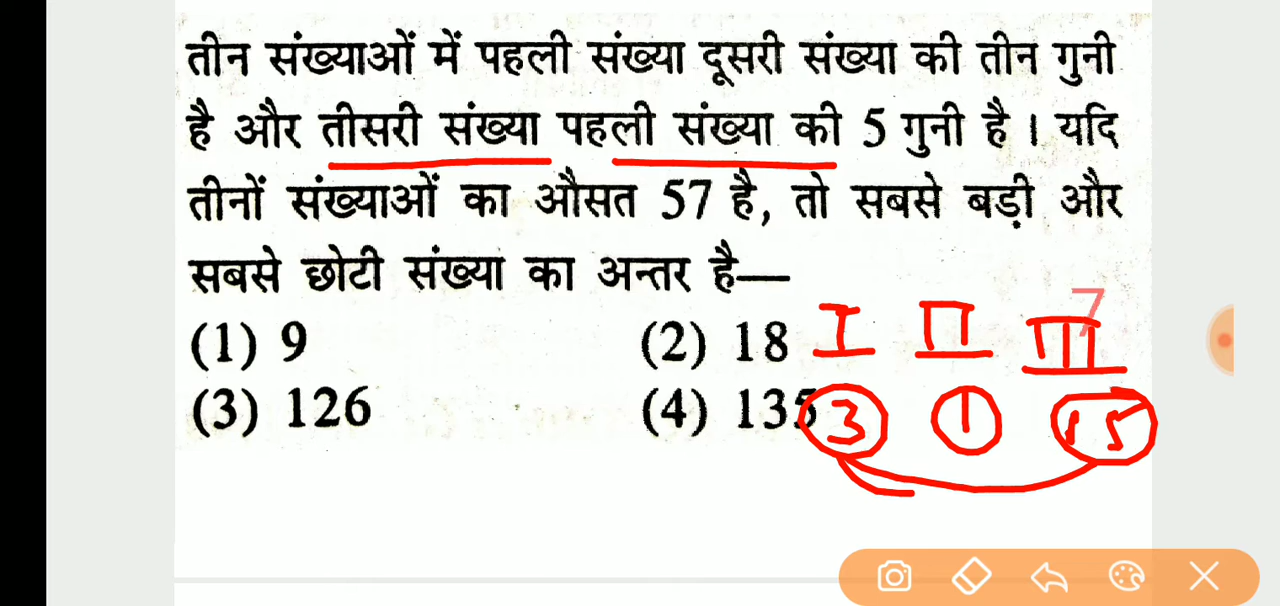 तीन संख्याओं में पहली संख्या दूसरी संख्या की तीन गुनी
है और तीसरी संख्या पहली संख्या की 5 गुनी है । यदि
तीनों संख्याओं का औसत 57 है, तो सबसे बड़ी और
सबसे छोटी संख्या का अन्तर है—
7
(1) 9 (2) 18 I II III
(3) 126 (4) 135 3 1 15